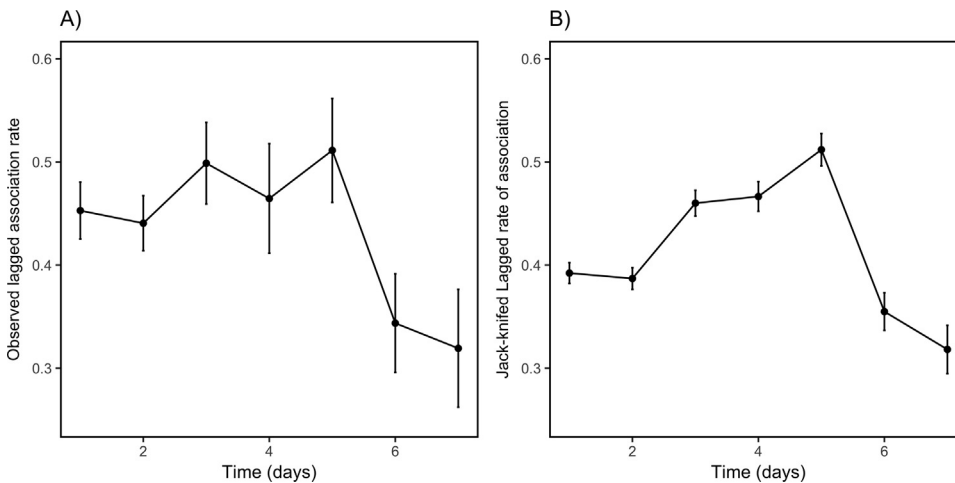 A)
Observed lagged association rate
0.6
0.5
0.4
0.3
2
4
6
Time (days)
B)
Jack-knifed Lagged rate of association
0.6
0.5
0.4
0.3
2
4
6
Time (days)